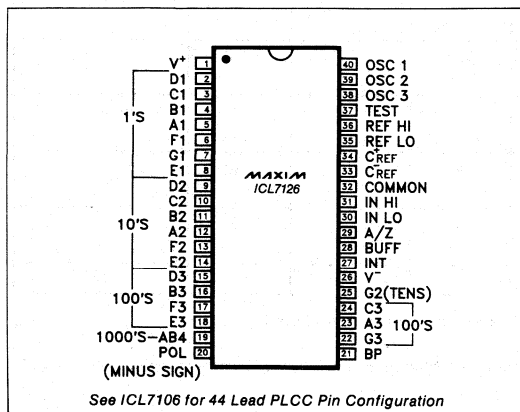 V+ 1 40 OSC 1
D1 2 39 OSC 2
C1 3 38 OSC 3
B1 4 37 TEST
1'S
A1 5 36 REF HI
F1 6 35 REF LO
G1 7 34 C+REF
E1 8 33 C-REF
MAXIM
D2 9 32 COMMON
ICL7126
C2 10 31 IN HI
10'S
B2 11 30 IN LO
A2 12 29 A/Z
F2 13 28 BUFF
E2 14 27 INT
D3 15 26 V-
100'S
B3 16 25 G2(TENS)
F3 17 24 C3
E3 18 23 A3
100'S
1000'S-AB4 19 22 G3
POL 20 21 BP
(MINUS SIGN)
See ICL7106 for 44 Lead PLCC Pin Configuration